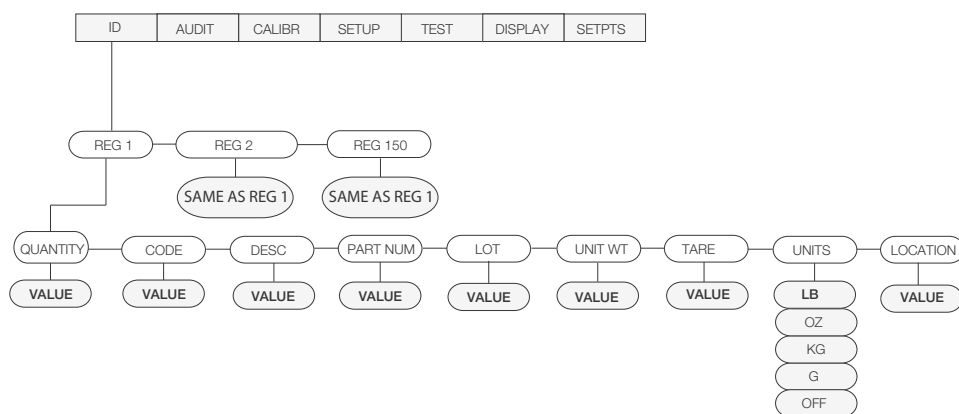 ID AUDIT CALIBR SETUP TEST DISPLAY SETPTS
REG 1 REG 2 REG 150
SAME AS REG 1 SAME AS REG 1
QUANTITY CODE DESC PART NUM LOT UNIT WT TARE UNITS LOCATION
VALUE VALUE VALUE VALUE VALUE VALUE VALUE LB VALUE
OZ
KG
G
OFF